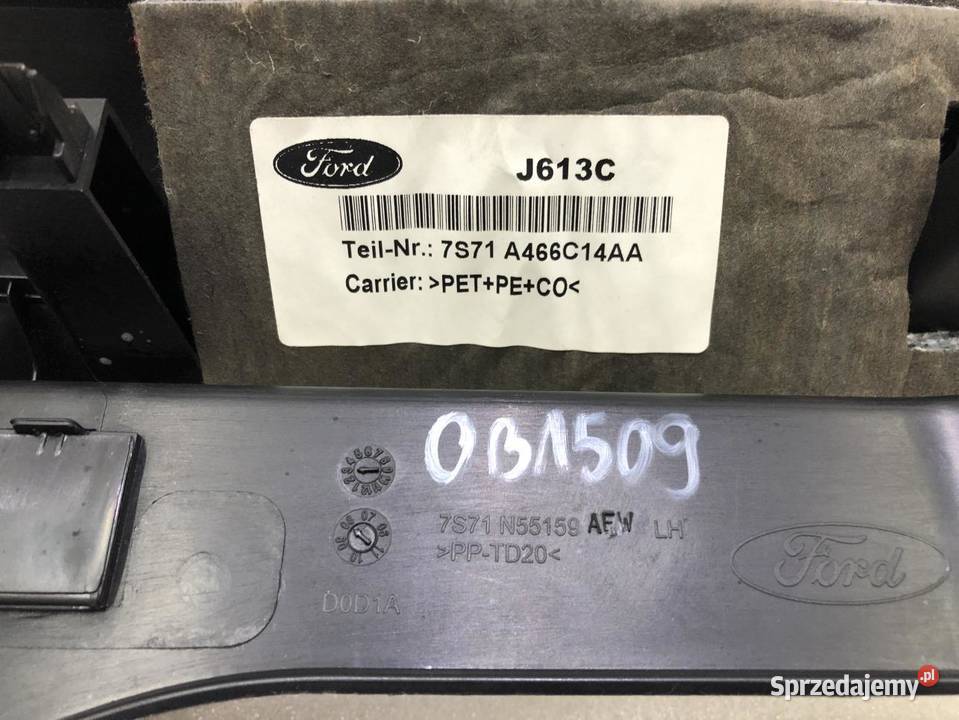 Ford J613C
Teil-Nr.: 7S71 A466C14AA
Carrier: >PET+PE+CO<
OB1509
7S71 N55159 AEW LH
>PP-TD20<
Ford
D0D1A
Sprzedajemy.pl